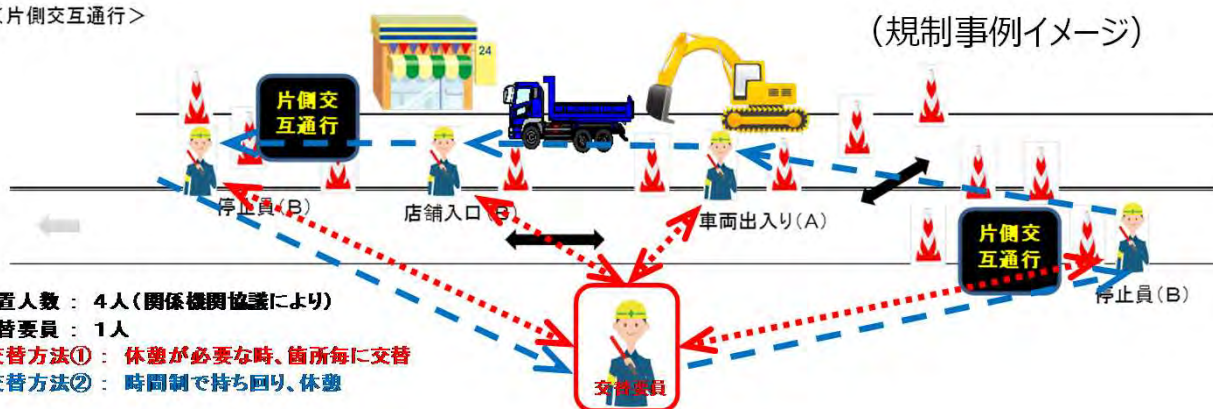 片側交互通行＞
(規制事例イメージ)
24
片側交
互通行
停止員(B)
店舗入口(B)
車両出入り(A)
片側交
互通行
停止員(B)
置人数 ： 4人(関係機関協議により)
替要員 ： 1人
交替方法① ： 休憩が必要な時、箇所毎に交替
交替方法② ： 時間制で持ち回り、休憩
交替要員